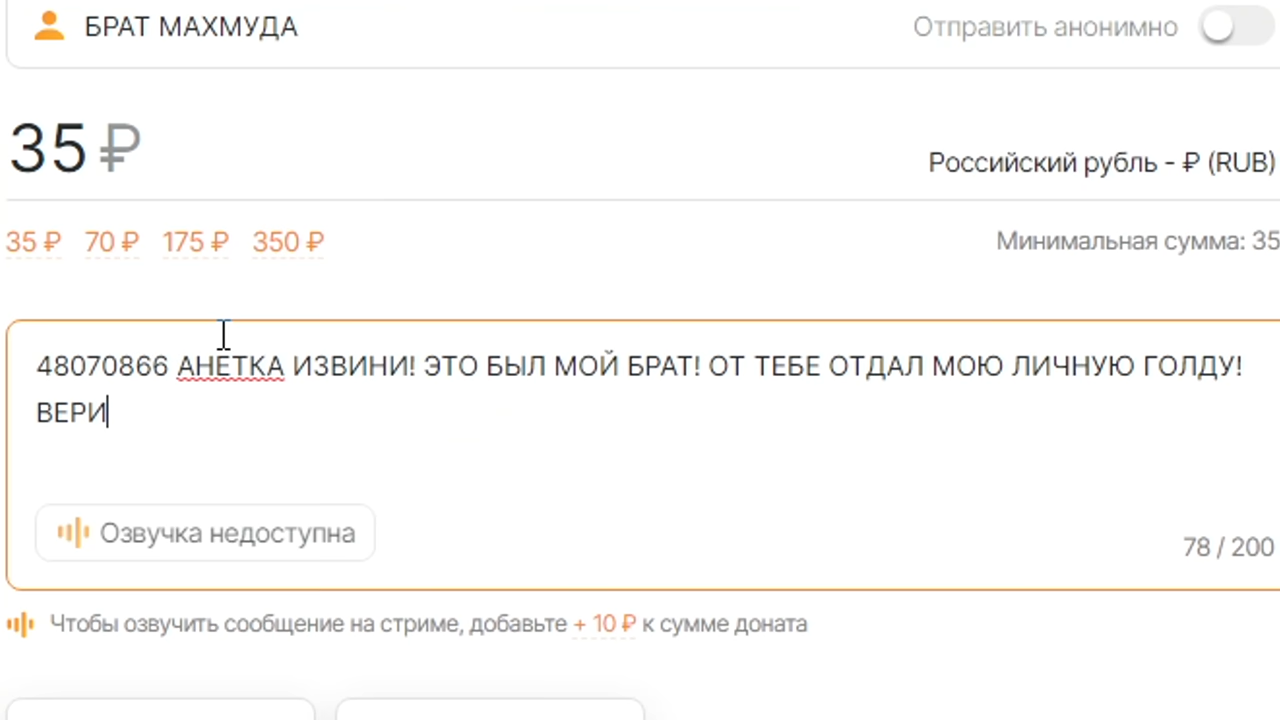 БРАТ МАХМУДА
Отправить анонимно
35 ₽
Российский рубль - ₽ (RUB)
35 ₽ 70 ₽ 175 ₽ 350 ₽
Минимальная сумма: 35
48070866 АНЕТКА ИЗВИНИ! ЭТО БЫЛ МОЙ БРАТ! ОТ ТЕБЕ ОТДАЛ МОЮ ЛИЧНУЮ ГОЛДУ!
ВЕРИ
Озвучка недоступна
78 / 200
Чтобы озвучить сообщение на стриме, добавьте + 10 ₽ к сумме доната